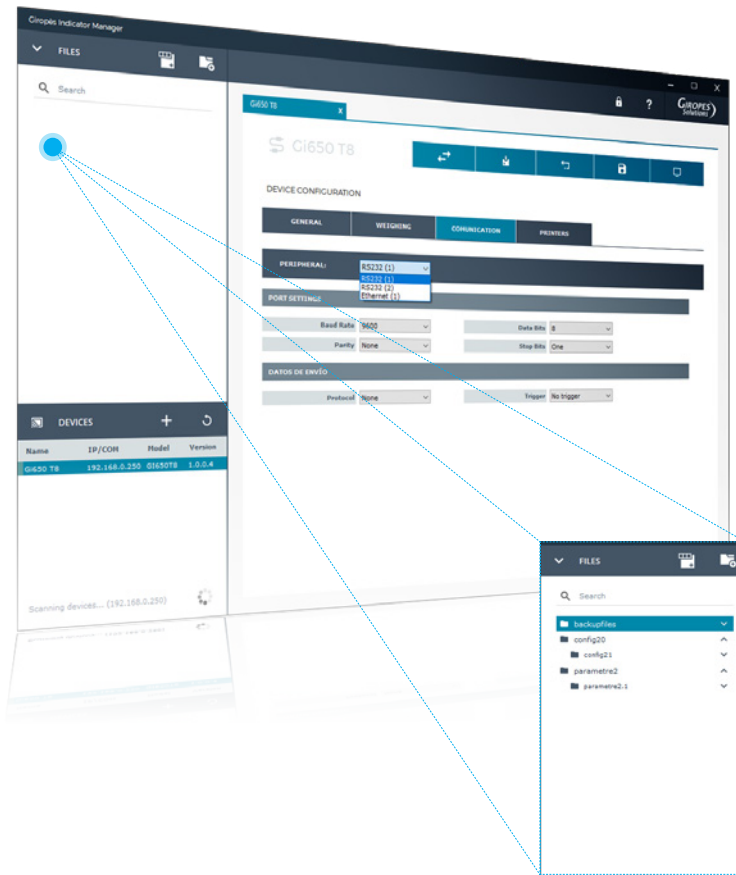 Giropès Indicator Manager
FILES
Search
GIROPES
Solutions
Gi650 T8 x
Gi650 T8
DEVICE CONFIGURATION
GENERAL WEIGHING COMUNICATION PRINTERS
PERIPHERAL: RS232 (1)
RS232 (1)
RS232 (2)
Ethernet (1)
PORT SETTINGS
Baud Rate 9600 Data Bits 8
Parity None Stop Bits One
DATOS DE ENVÍO
Protocol None Trigger No trigger
DEVICES
Name IP/COM Model Version
Gi650 T8 192.168.0.250 GI650T8 1.0.0.4
Scanning devices... (192.168.0.250)
FILES
Search
backupfiles
config20
config21
parametre2
parametre2.1